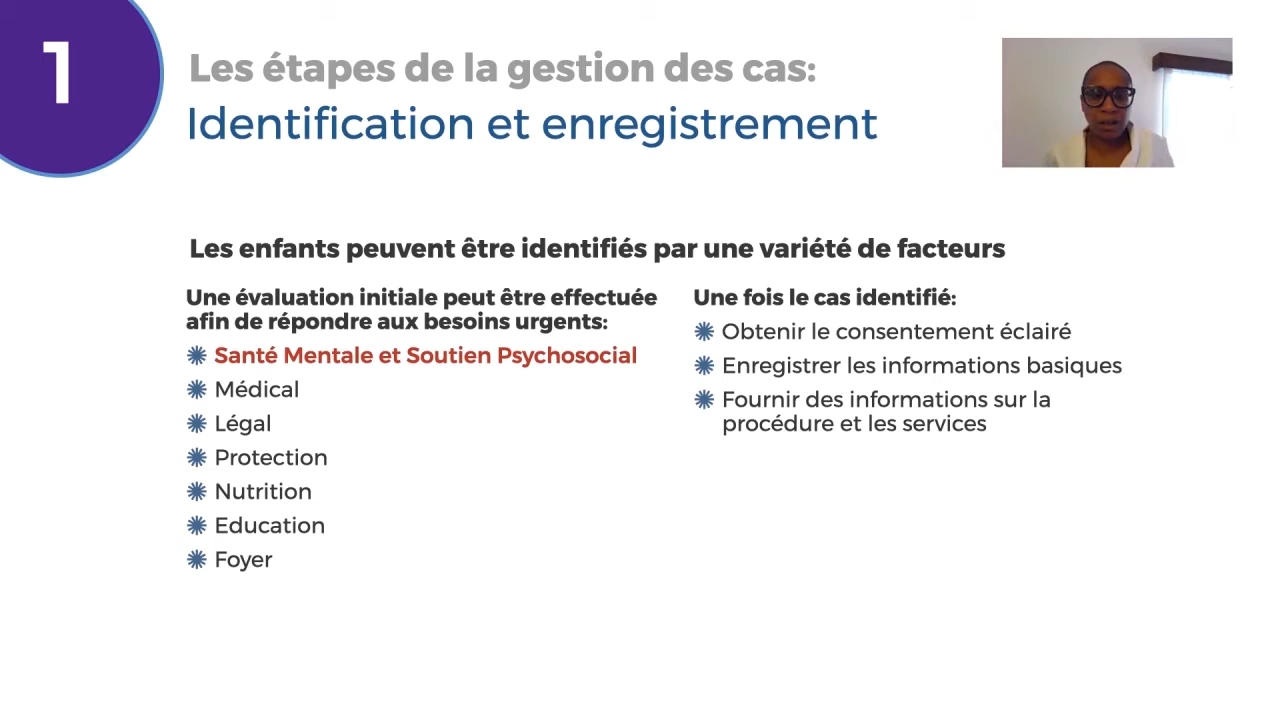 1
Les étapes de la gestion des cas:
Identification et enregistrement
Les enfants peuvent être identifiés par une variété de facteurs
Une évaluation initiale peut être effectuée
afin de répondre aux besoins urgents:
Santé Mentale et Soutien Psychosocial
Médical
Légal
Protection
Nutrition
Education
Foyer
Une fois le cas identifié:
Obtenir le consentement éclairé
Enregistrer les informations basiques
Fournir des informations sur la
procédure et les services